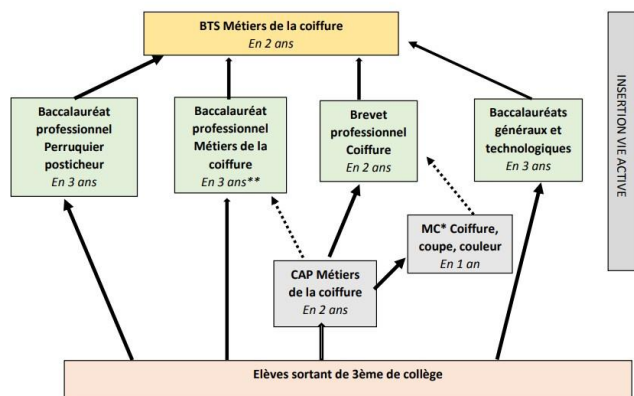 BTS Métiers de la coiffure
En 2 ans
Baccalauréat
professionnel
Perruquier
posticheur
En 3 ans
Baccalauréat
professionnel
Métiers de la
coiffure
En 3 ans**
Brevet
professionnel
Coiffure
En 2 ans
Baccalauréats
généraux et
technologiques
En 3 ans
INSERTION VIE ACTIVE
MC* Coiffure,
coupe, couleur
En 1 an
CAP Métiers
de la coiffure
En 2 ans
Elèves sortant de 3ème de collège